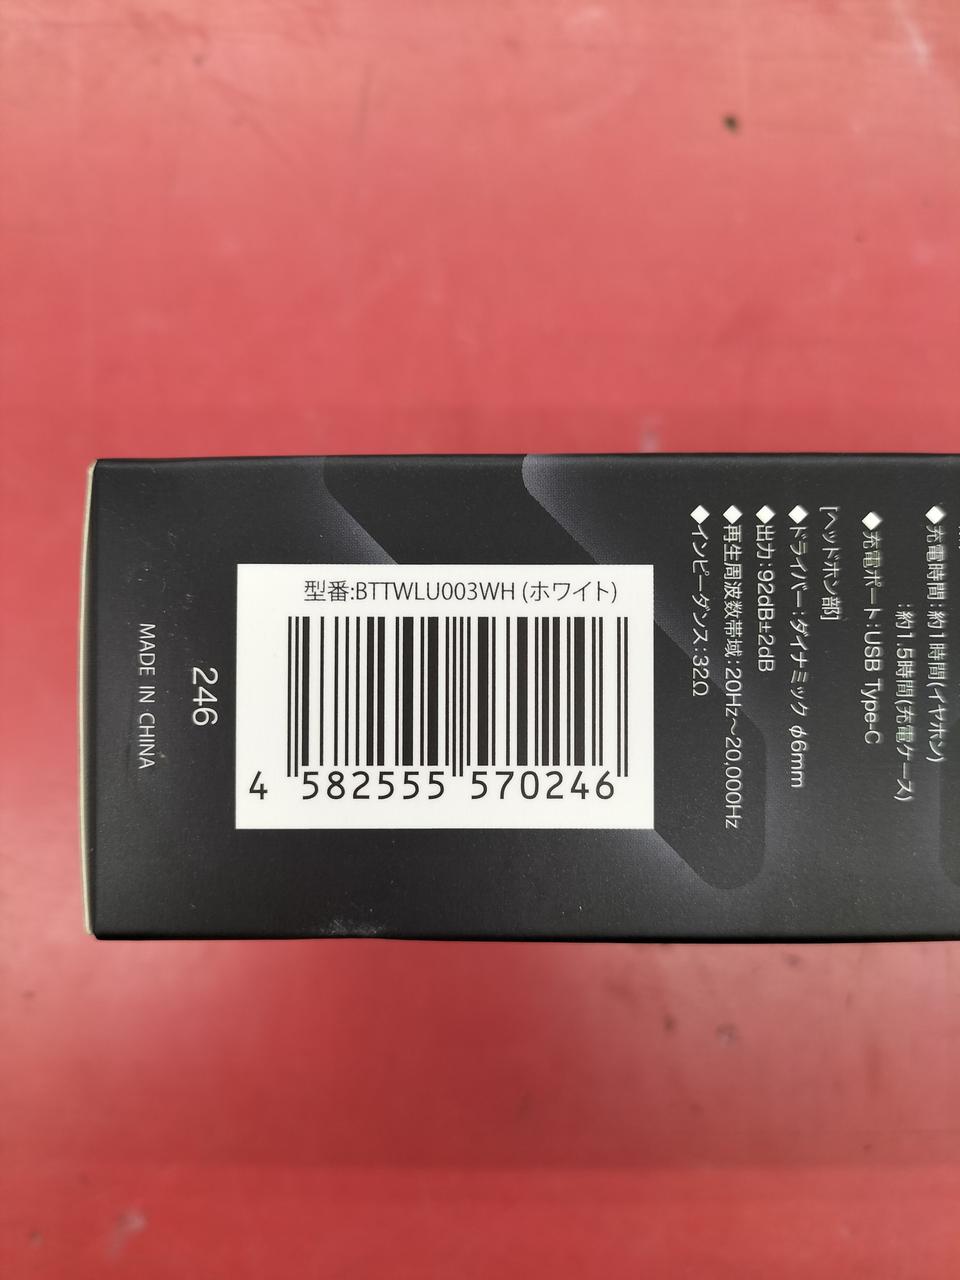 型番:BTTWLU003WH (ホワイト)
4 582555 570246
246
MADE IN CHINA
◆充電時間:約1時間(イヤホン)
:約1.5時間(充電ケース)
◆充電ポート:USB Type-C
[ヘッドホン部]
◆ドライバー:ダイナミック φ6mm
◆出力:92dB±2dB
◆再生周波数帯域:20Hz～20,000Hz
◆インピーダンス:32Ω